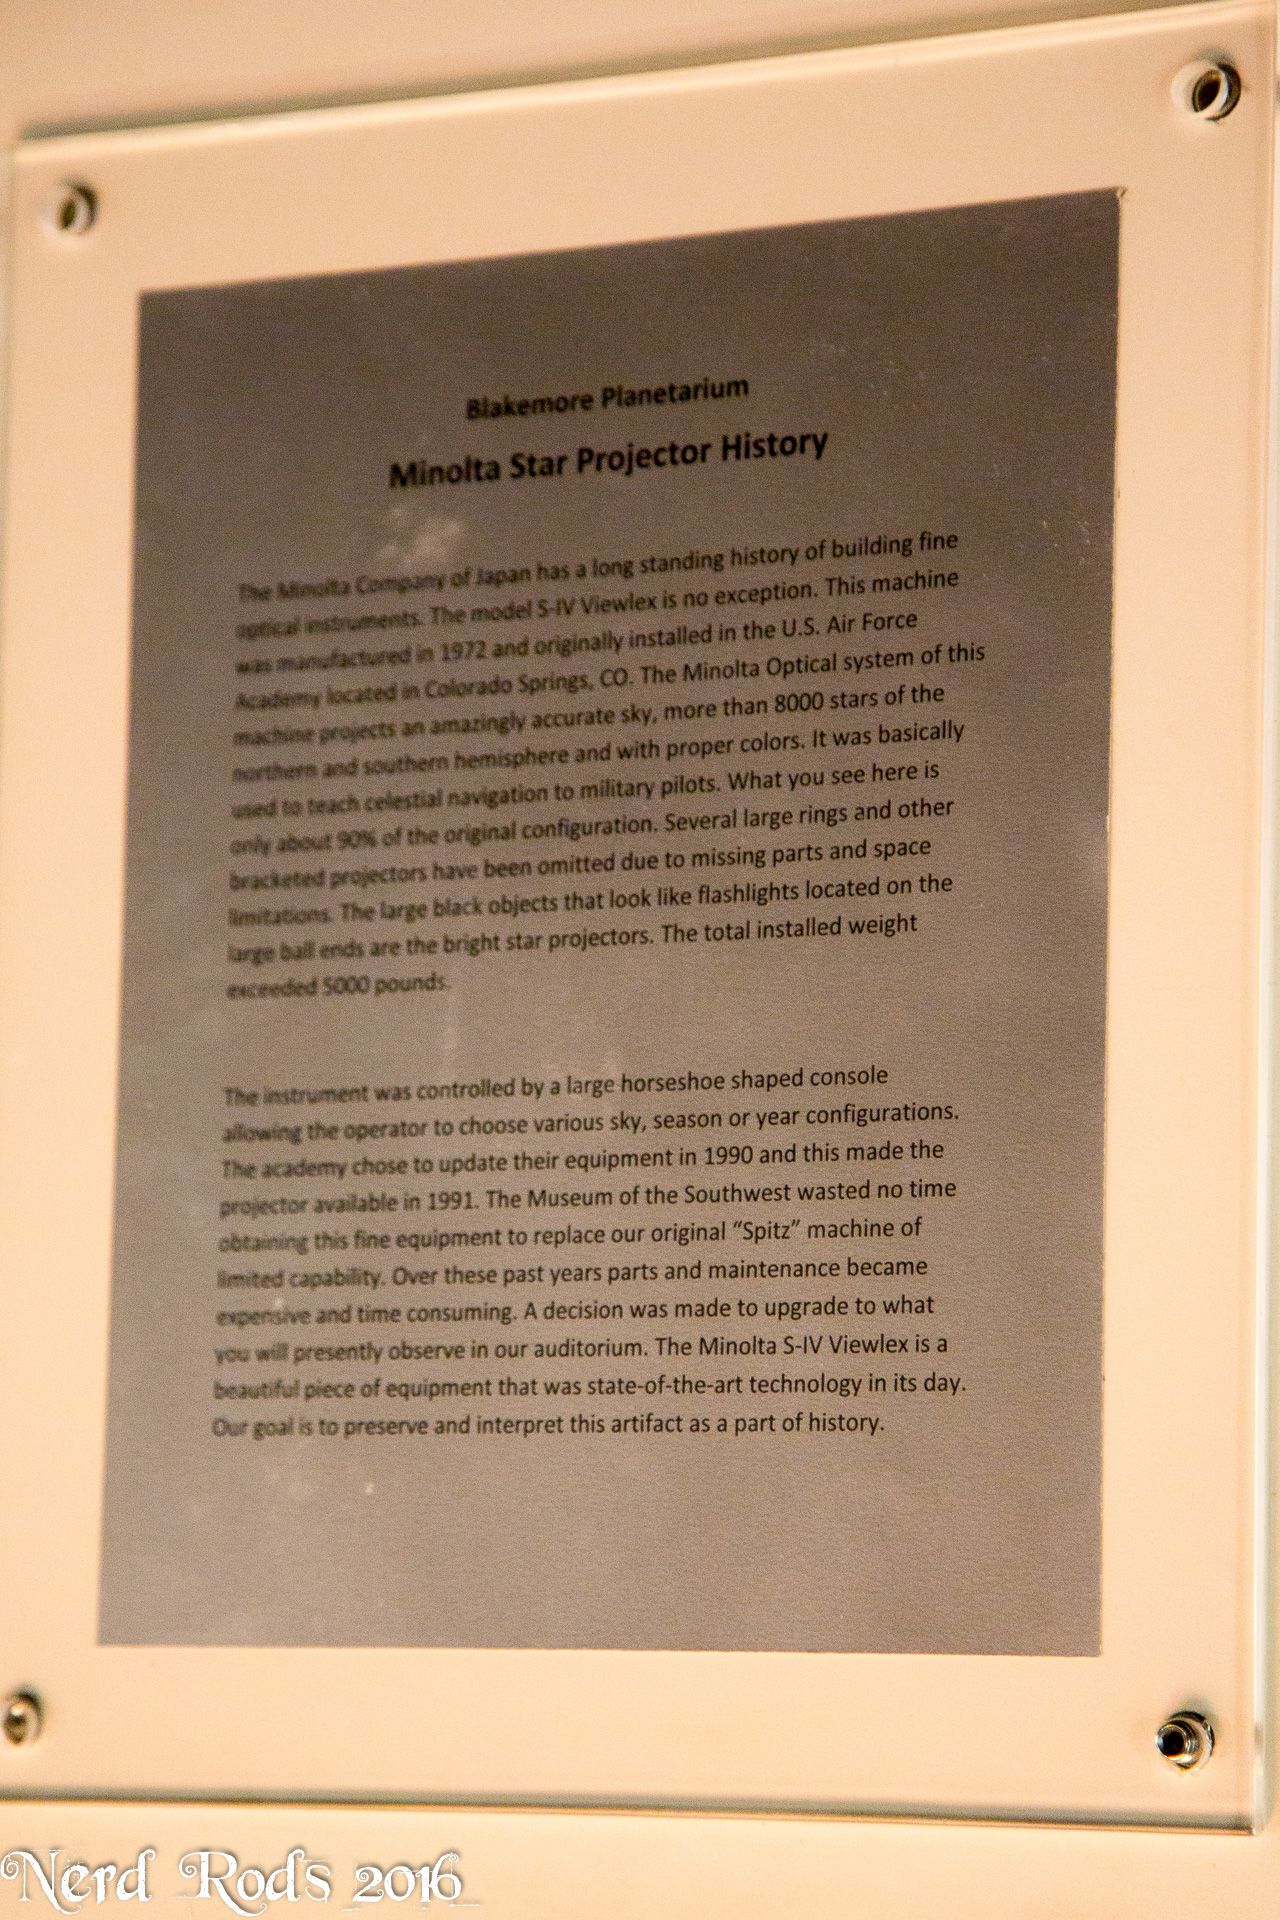 Blakemore Planetarium
Minolta Star Projector History
The Minolta Company of Japan has a long standing history of building fine
optical instruments. The model S-IV Viewlex is no exception. This machine
was manufactured in 1972 and originally installed in the U.S. Air Force
Academy located in Colorado Springs, CO. The Minolta Optical system of this
machine projects an amazingly accurate sky, more than 8000 stars of the
northern and southern hemisphere and with proper colors. It was basically
used to teach celestial navigation to military pilots. What you see here is
only about 90% of the original configuration. Several large rings and other
bracketed projectors have been omitted due to missing parts and space
limitations. The large black objects that look like flashlights located on the
large ball ends are the bright star projectors. The total installed weight
exceeded 5000 pounds.
The instrument was controlled by a large horseshoe shaped console
allowing the operator to choose various sky, season or year configurations.
The academy chose to update their equipment in 1990 and this made the
projector available in 1991. The Museum of the Southwest wasted no time
obtaining this fine equipment to replace our original “Spitz” machine of
limited capability. Over these past years parts and maintenance became
expensive and time consuming. A decision was made to upgrade to what
you will presently observe in our auditorium. The Minolta S-IV Viewlex is a
beautiful piece of equipment that was state-of-the-art technology in its day.
Our goal is to preserve and interpret this artifact as a part of history.
Nerd Rods 2016